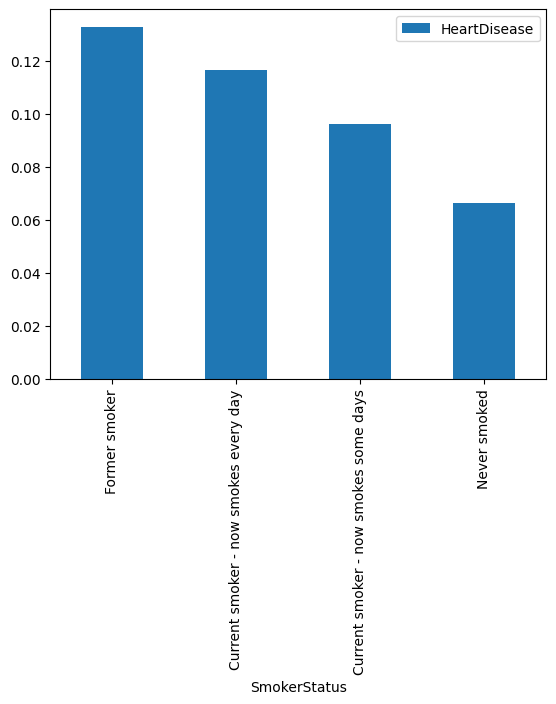 HeartDisease
0.12
0.10
0.08
0.06
0.04
0.02
0.00
Former smoker
Current smoker - now smokes every day
Current smoker - now smokes some days
Never smoked
SmokerStatus